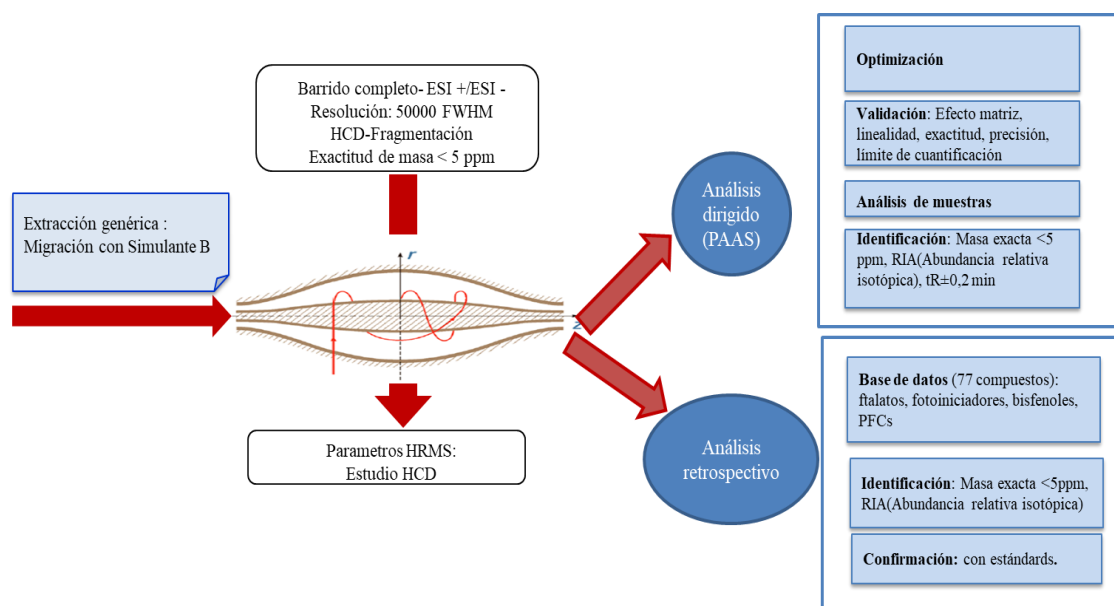 Extracción genérica :
Migración con Simulante B
Barrido completo- ESI +/ESI -
Resolución: 50000 FWHM
HCD-Fragmentación
Exactitud de masa < 5 ppm
r
z
Parametros HRMS:
Estudio HCD
Análisis
dirigido
(PAAS)
Análisis
retrospectivo
Optimización
Validación: Efecto matriz,
linealidad, exactitud, precisión,
límite de cuantificación
Análisis de muestras
Identificación: Masa exacta <5
ppm, RIA(Abundancia relativa
isotópica), tR±0,2 min
Base de datos (77 compuestos):
ftalatos, fotoiniciadores, bisfenoles,
PFCs
Identificación: Masa exacta <5ppm,
RIA(Abundancia relativa isotópica)
Confirmación: con estándards.